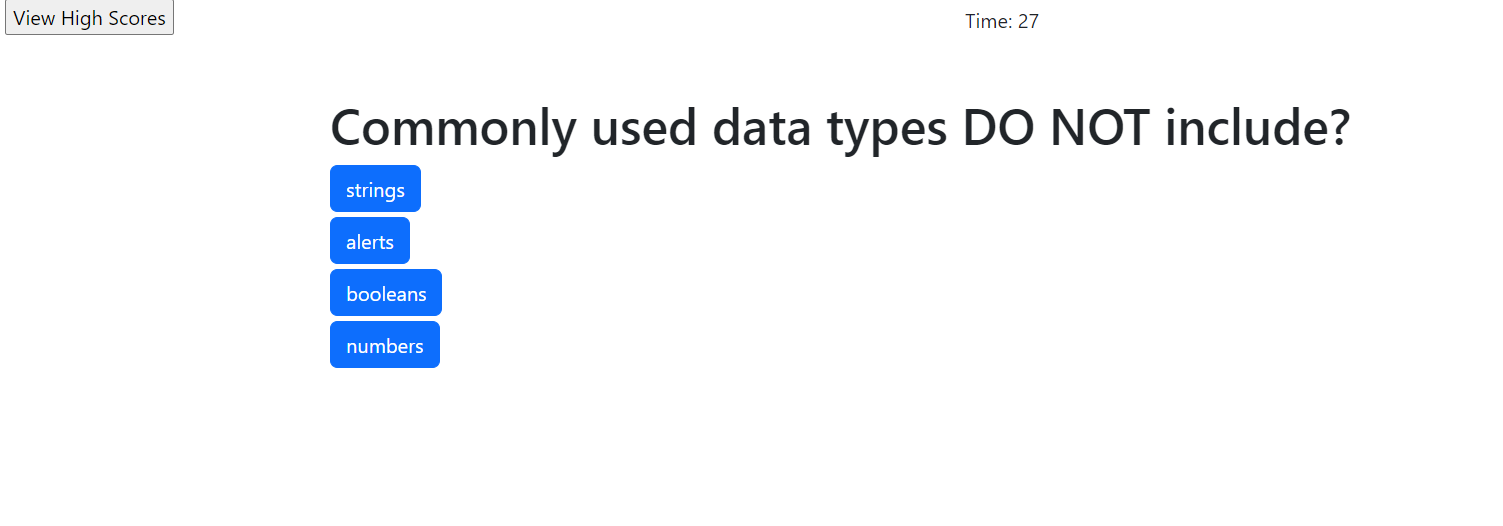 View High Scores
Time: 27
Commonly used data types DO NOT include?
strings
alerts
booleans
numbers